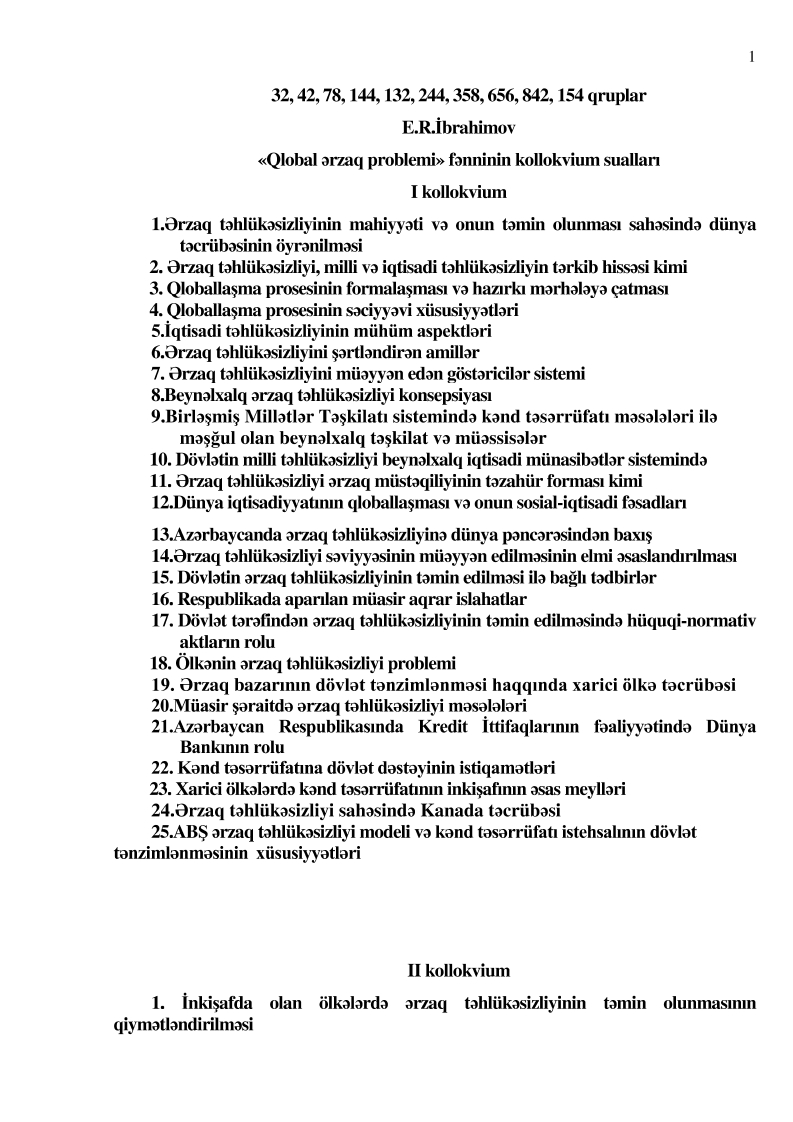 1
32, 42, 78, 144, 132, 244, 358, 656, 842, 154 qruplar
E.R.İbrahimov
«Qlobal ərzaq problemi» fənninin kollokvium sualları
I kollokvium
1.Ərzaq təhlükəsizliyinin mahiyyəti və onun təmin olunması sahəsində dünya
təcrübəsinin öyrənilməsi
2. Ərzaq təhlükəsizliyi, milli və iqtisadi təhlükəsizliyin tərkib hissəsi kimi
3. Qloballaşma prosesinin formalaşması və hazırkı mərhələyə çatması
4. Qloballaşma prosesinin səciyyəvi xüsusiyyətləri
5.İqtisadi təhlükəsizliyinin mühüm aspektləri
6.Ərzaq təhlükəsizliyini şərtləndirən amillər
7. Ərzaq təhlükəsizliyini müəyyən edən göstəricilər sistemi
8.Beynəlxalq ərzaq təhlükəsizliyi konsepsiyası
9.Birləşmiş Millətlər Təşkilatı sistemində kənd təsərrüfatı məsələləri ilə
məşğul olan beynəlxalq təşkilat və müəssisələr
10. Dövlətin milli təhlükəsizliyi beynəlxalq iqtisadi münasibətlər sistemində
11. Ərzaq təhlükəsizliyi ərzaq müstəqiliyinin təzahür forması kimi
12.Dünya iqtisadiyyatının qloballaşması və onun sosial-iqtisadi fəsadları
13.Azərbaycanda ərzaq təhlükəsizliyinə dünya pəncərəsindən baxış
14.Ərzaq təhlükəsizliyi səviyyəsinin müəyyən edilməsinin elmi əsaslandırılması
15. Dövlətin ərzaq təhlükəsizliyinin təmin edilməsi ilə bağlı tədbirlər
16. Respublikada aparılan müasir aqrar islahatlar
17. Dövlət tərəfindən ərzaq təhlükəsizliyinin təmin edilməsində hüquqi-normativ
aktların rolu
18. Ölkənin ərzaq təhlükəsizliyi problemi
19. Ərzaq bazarının dövlət tənzimlənməsi haqqında xarici ölkə təcrübəsi
20.Müasir şəraitdə ərzaq təhlükəsizliyi məsələləri
21.Azərbaycan Respublikasında Kredit İttifaqlarının fəaliyyətində Dünya
Bankının rolu
22. Kənd təsərrüfatına dövlət dəstəyinin istiqamətləri
23. Xarici ölkələrdə kənd təsərrüfatının inkişafının əsas meylləri
24.Ərzaq təhlükəsizliyi sahəsində Kanada təcrübəsi
25.ABŞ ərzaq təhlükəsizliyi modeli və kənd təsərrüfatı istehsalının dövlət
tənzimlənməsinin xüsusiyyətləri
II kollokvium
1. İnkişafda olan ölkələrdə ərzaq təhlükəsizliyinin təmin olunmasının
qiymətləndirilməsi